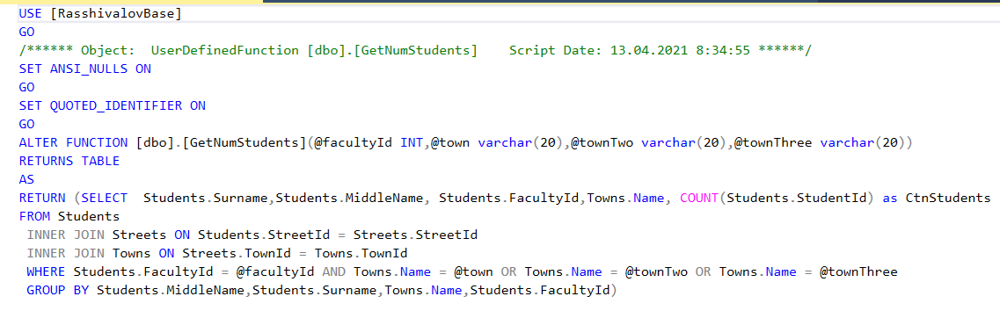 USE [RasshivalovBase]
GO
/****** Object:  UserDefinedFunction [dbo].[GetNumStudents]    Script Date: 13.04.2021 8:34:55 ******/
SET ANSI_NULLS ON
GO
SET QUOTED_IDENTIFIER ON
GO
ALTER FUNCTION [dbo].[GetNumStudents](@facultyId INT,@town varchar(20),@townTwo varchar(20),@townThree varchar(20))
RETURNS TABLE
AS
RETURN (SELECT  Students.Surname,Students.MiddleName, Students.FacultyId,Towns.Name, COUNT(Students.StudentId) as CtnStudents
FROM Students
 INNER JOIN Streets ON Students.StreetId = Streets.StreetId
 INNER JOIN Towns ON Streets.TownId = Towns.TownId
 WHERE Students.FacultyId = @facultyId AND Towns.Name = @town OR Towns.Name = @townTwo OR Towns.Name = @townThree
 GROUP BY Students.MiddleName,Students.Surname,Towns.Name,Students.FacultyId)